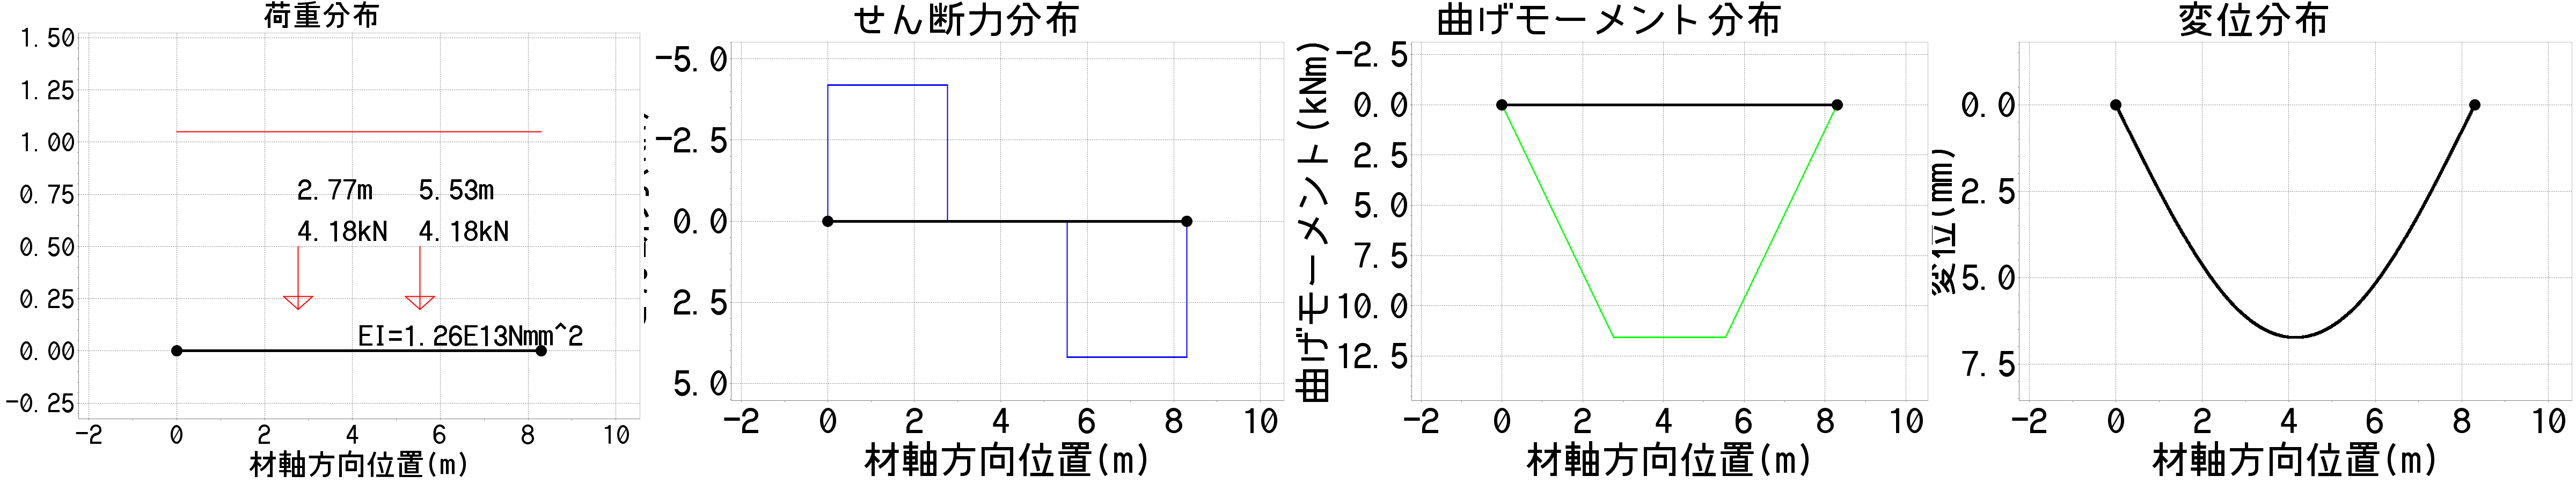 荷重分布
1.50
1.25
1.00
0.75
0.50
0.25
0.00
-0.25
2.77m 5.53m
4.18kN 4.18kN
EI=1.26E13Nmm^2
-2 0 2 4 6 8 10
材軸方向位置(m)
せん断力分布
-5.0
-2.5
0.0
2.5
5.0
-2 0 2 4 6 8 10
材軸方向位置(m)
曲げモーメント分布
曲げモーメント(kNm)
-2.5
0.0
2.5
5.0
7.5
10.0
12.5
-2 0 2 4 6 8 10
材軸方向位置(m)
変位分布
変位(mm)
0.0
2.5
5.0
7.5
-2 0 2 4 6 8 10
材軸方向位置(m)